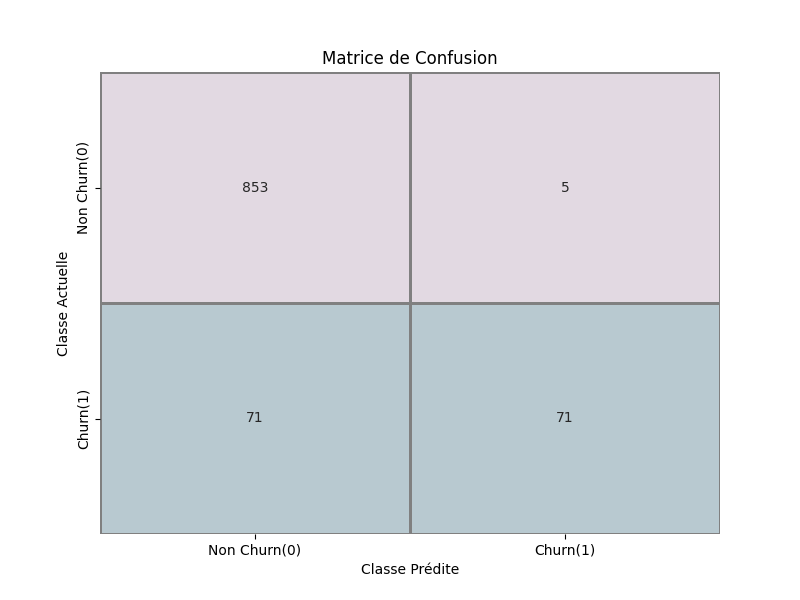 Matrice de Confusion
Classe Actuelle
Non Churn(0)
853
5
Churn(1)
71
71
Non Churn(0)
Churn(1)
Classe Prédite